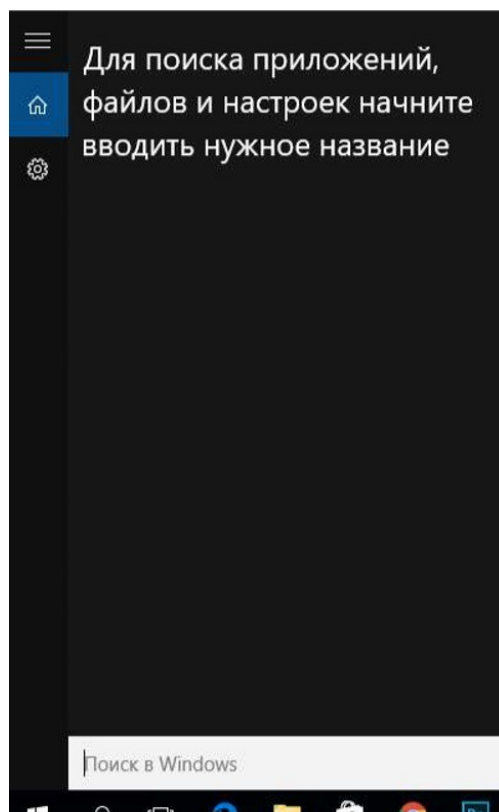 Для поиска приложений,
файлов и настроек начните
вводить нужное название
Поиск в Windows